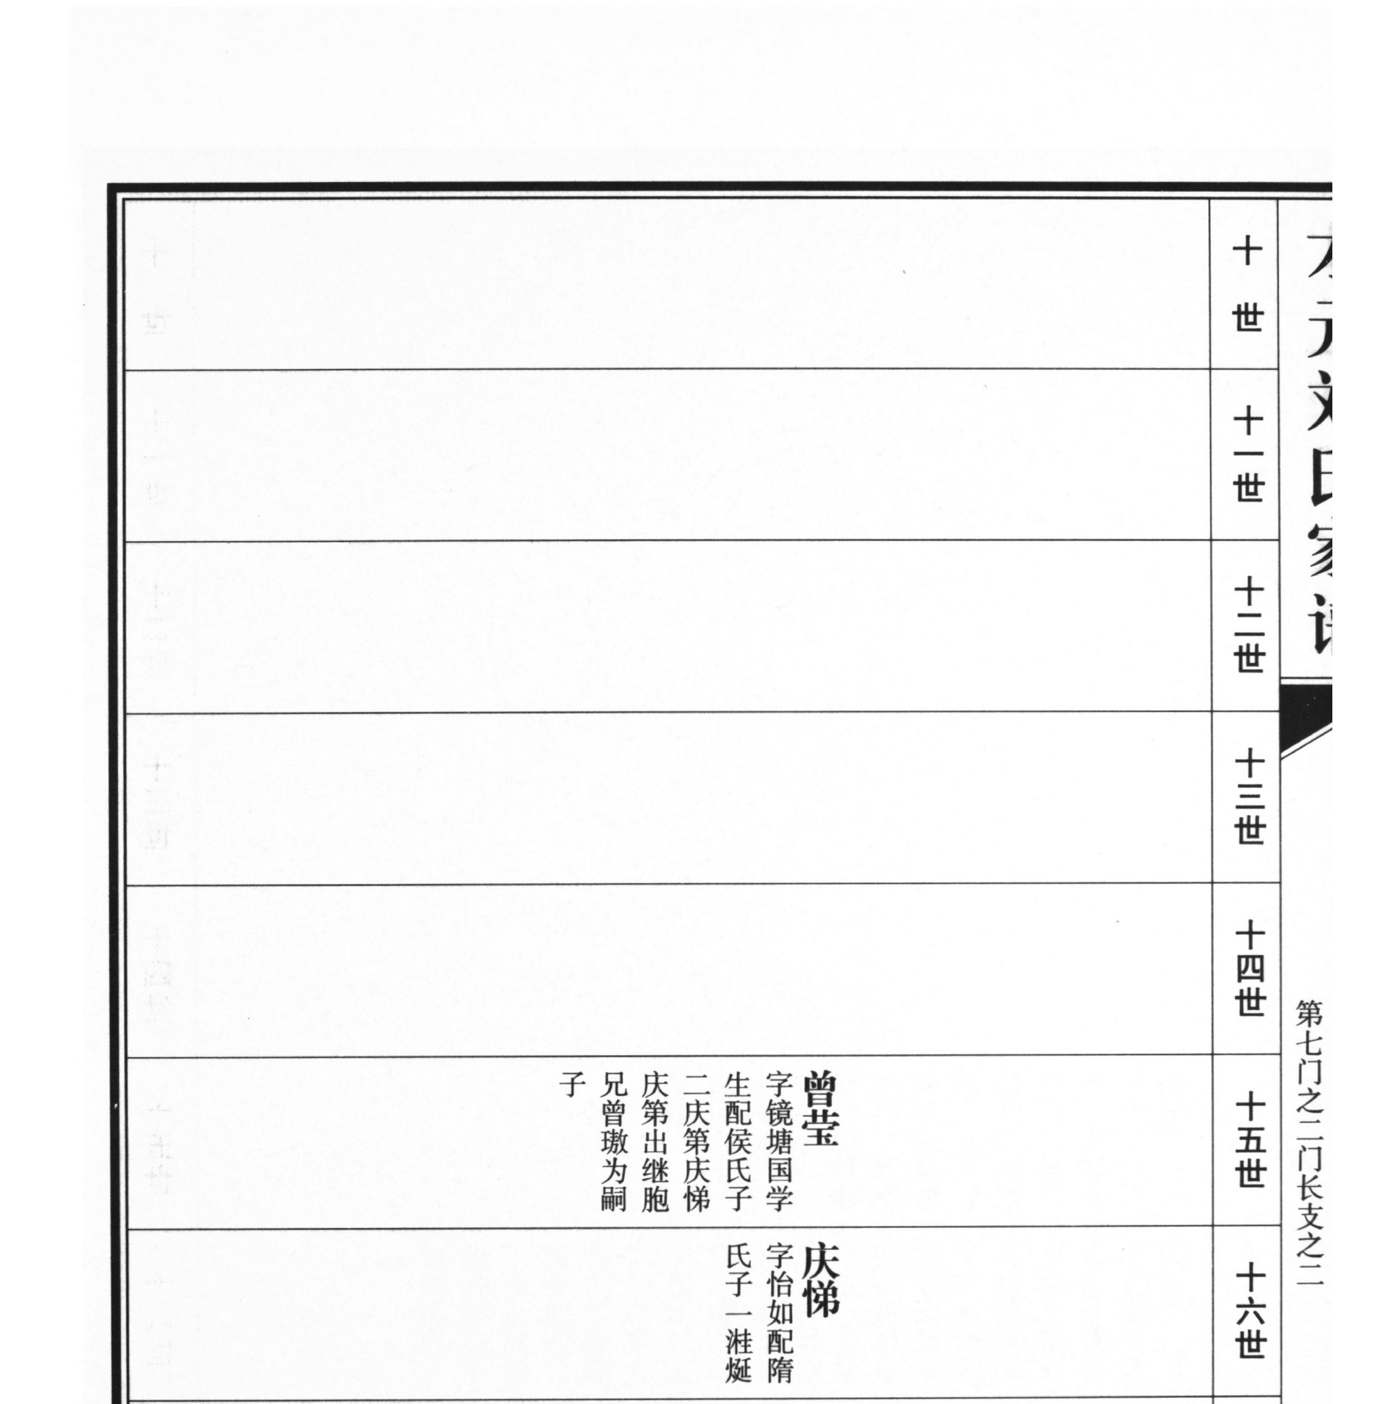 氏家
第七门之二门长支之二
十世
十一世
十二世
十三世
十四世
十五世
曾莹
字镜塘国学
生配侯氏子
二庆第庆悌
庆第出继胞
兄曾璈为嗣
子
十六世
庆悌
字怡如配隋
氏子一溎烻